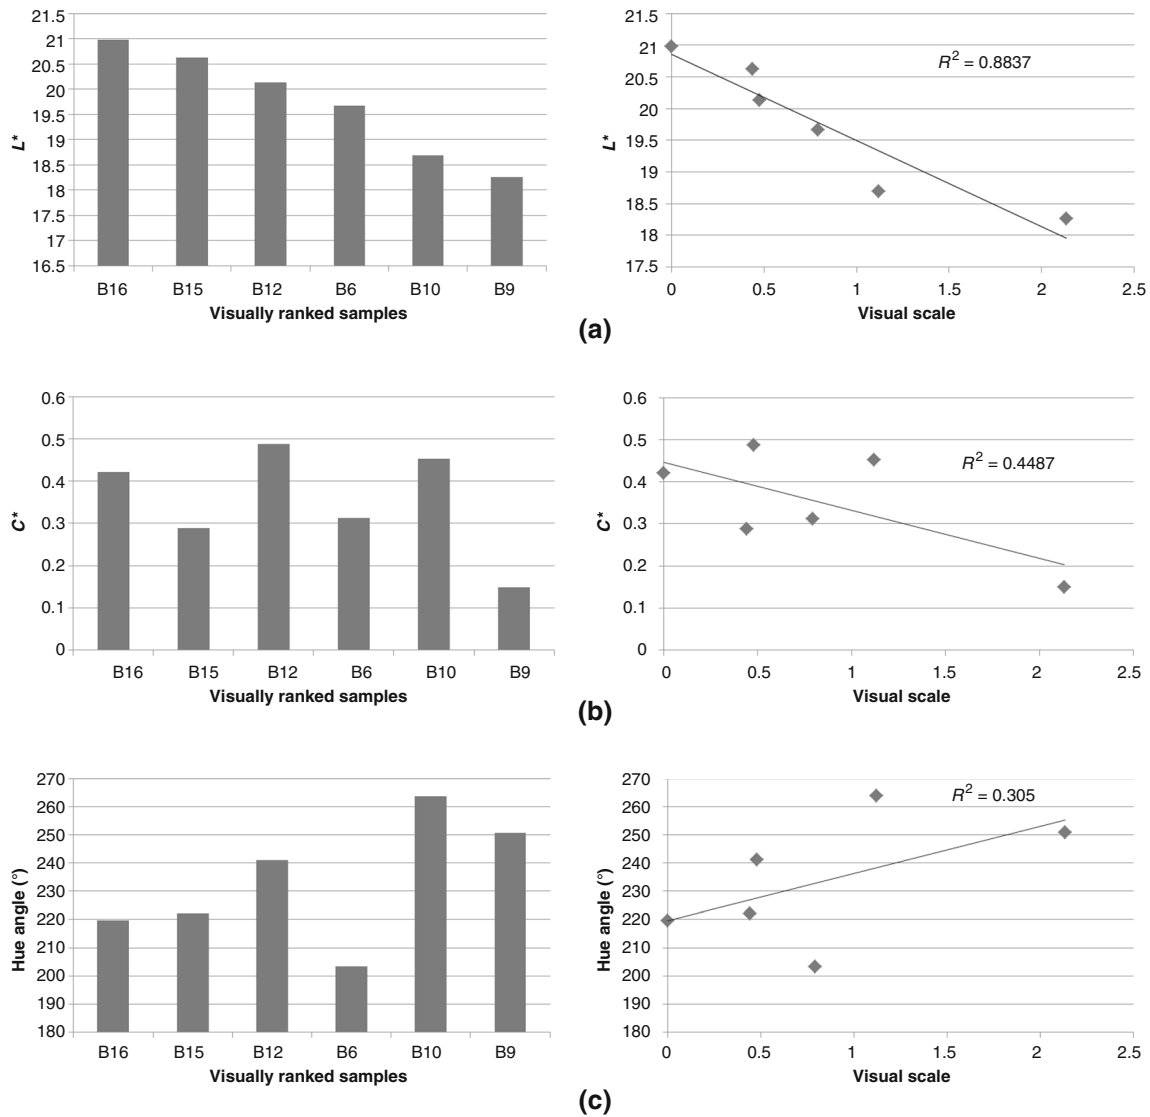 21.5
21
20.5
20
19.5
19
18.5
18
17.5
17
16.5
L*
B16 B15 B12 B6 B10 B9
Visually ranked samples
21.5
21
20.5
20
19.5
19
18.5
18
17.5
L*
R² = 0.8837
0 0.5 1 1.5 2 2.5
Visual scale
(a)
0.6
0.5
0.4
0.3
0.2
0.1
0
C*
B16 B15 B12 B6 B10 B9
Visually ranked samples
0.6
0.5
0.4
0.3
0.2
0.1
0
C*
R² = 0.4487
0 0.5 1 1.5 2 2.5
Visual scale
(b)
270
260
250
240
230
220
210
200
190
180
Hue angle (°)
B16 B15 B12 B6 B10 B9
Visually ranked samples
270
260
250
240
230
220
210
200
190
180
Hue angle (°)
R² = 0.305
0 0.5 1 1.5 2 2.5
Visual scale
(c)